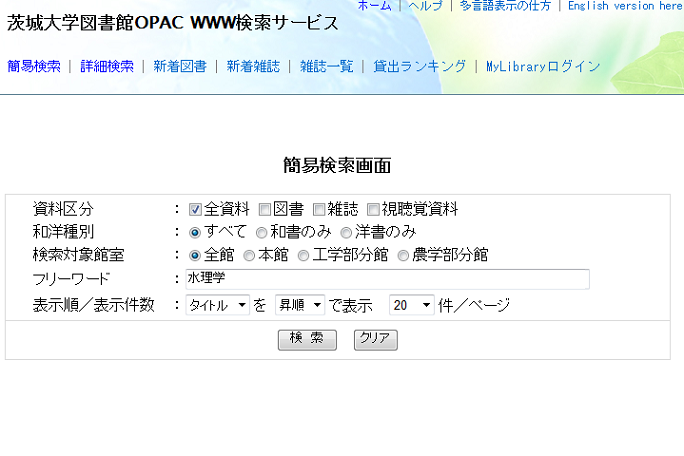 ホーム | ヘルプ | 多言語表示の仕方 | English version here
茨城大学図書館OPAC WWW検索サービス
簡易検索 | 詳細検索 | 新着図書 | 新着雑誌 | 雑誌一覧 | 貸出ランキング | MyLibraryログイン
簡易検索画面
資料区分 : 全資料 図書 雑誌 視聴覚資料
和洋種別 : すべて 和書のみ 洋書のみ
検索対象館室 : 全館 本館 工学部分館 農学部分館
フリーワード : 水理学
表示順／表示件数 : タイトル を 昇順 で表示 20 件／ページ
検 索 クリア